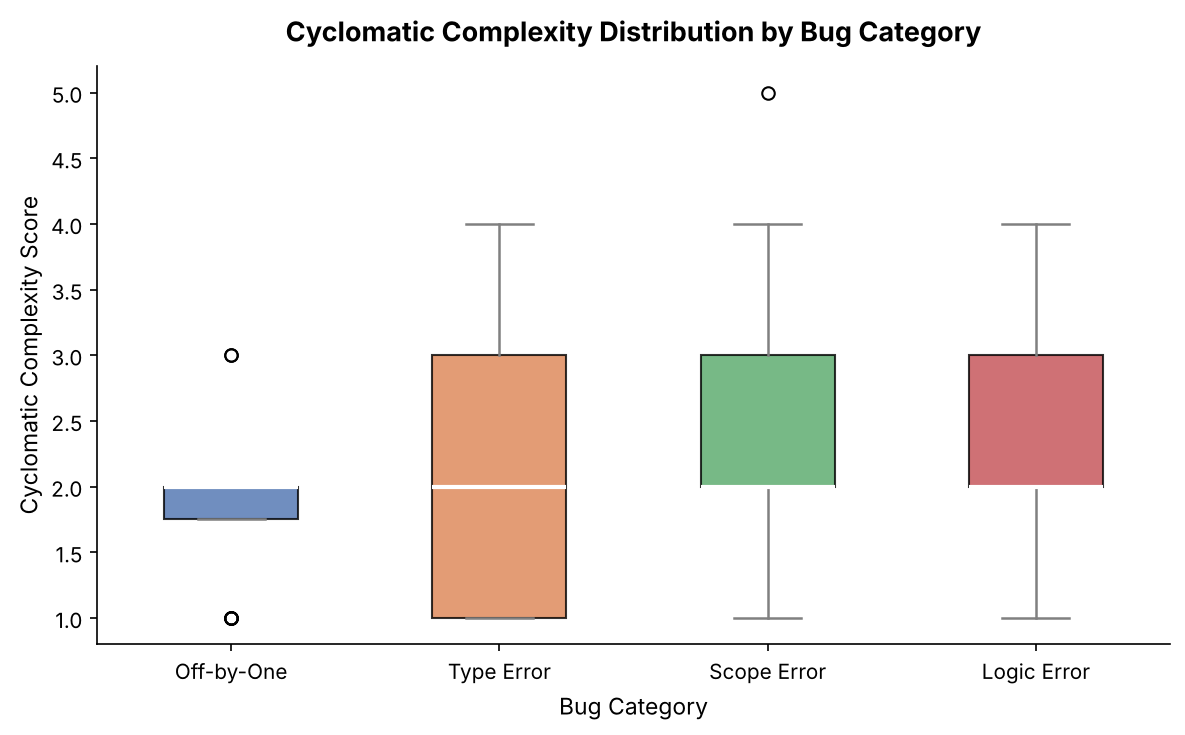 Cyclomatic Complexity Distribution by Bug Category
Cyclomatic Complexity Score
5.0
4.5
4.0
3.5
3.0
2.5
2.0
1.5
1.0
Off-by-One
Type Error
Scope Error
Logic Error
Bug Category